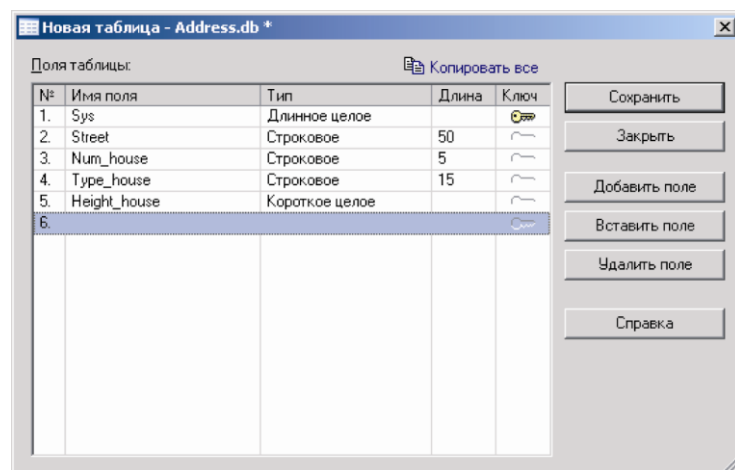 Новая таблица - Address.db *
Поля таблицы: Копировать все
№ Имя поля Тип Длина Ключ
1. Sys Длинное целое
2. Street Строковое 50
3. Num_house Строковое 5
4. Type_house Строковое 15
5. Height_house Короткое целое
6.
Сохранить
Закрыть
Добавить поле
Вставить поле
Удалить поле
Справка